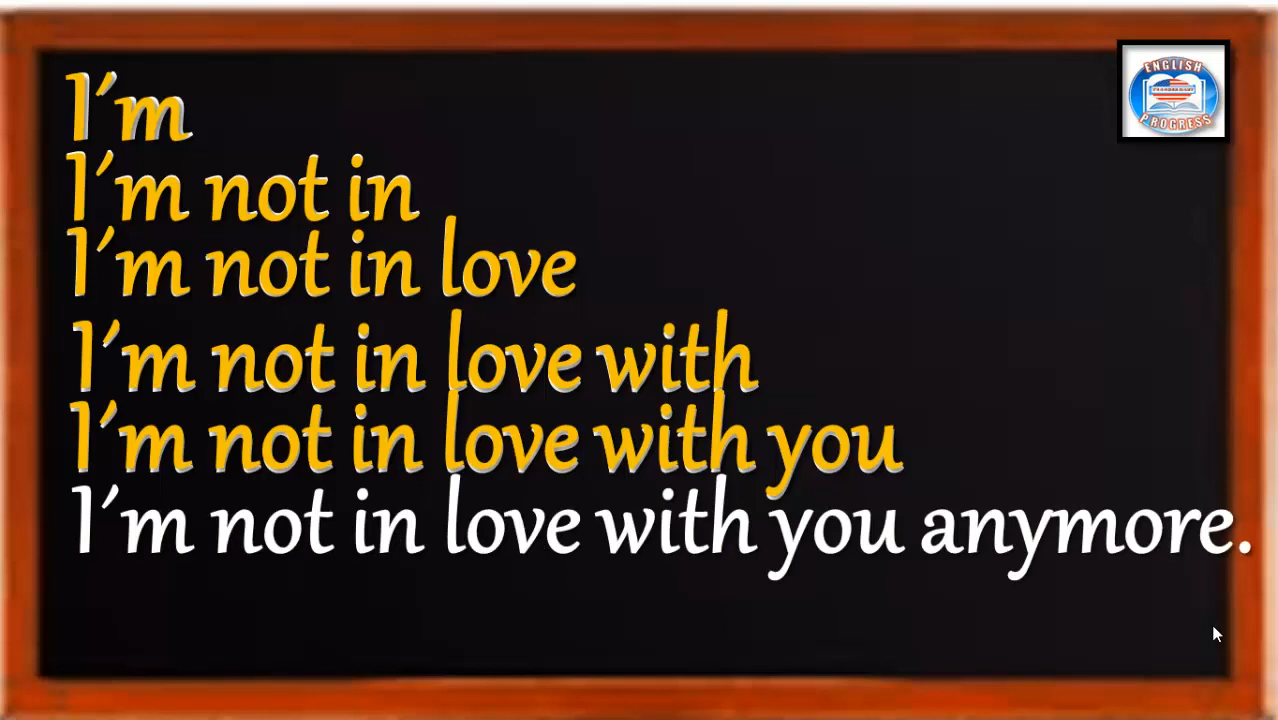 I´m
I´m not in
I´m not in love
I´m not in love with
I´m not in love with you
I´m not in love with you anymore.
ENGLISH
PROGRESS